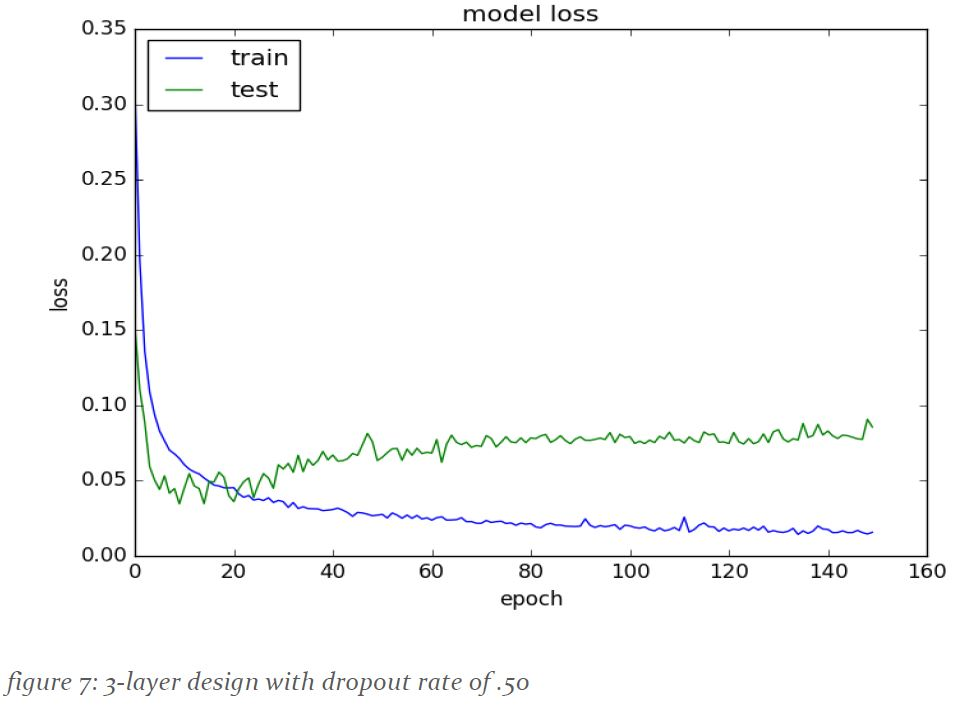 model loss
0.35
0.30
0.25
0.20
0.15
0.10
0.05
0.00
train
test
loss
0 20 40 60 80 100 120 140 160
epoch
figure 7: 3-layer design with dropout rate of .50